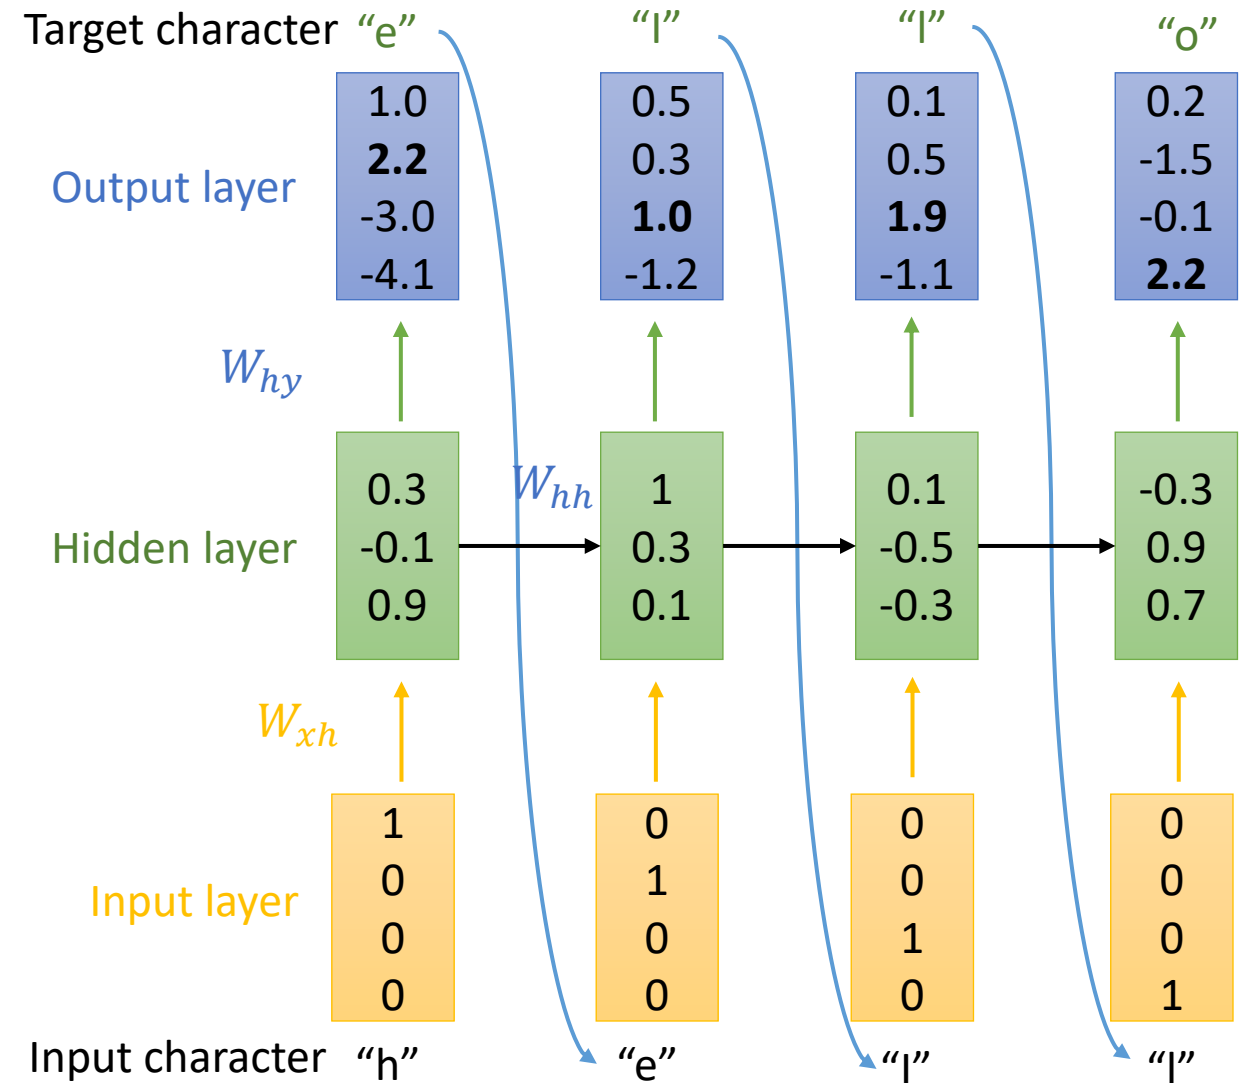 Target character "e" "l" "l" "o"
Output layer
1.0 0.5 0.1 0.2
2.2 0.3 0.5 -1.5
-3.0 1.0 1.9 -0.1
-4.1 -1.2 -1.1 2.2
W_hy
Hidden layer
W_hh
0.3 1 0.1 -0.3
-0.1 0.3 -0.5 0.9
0.9 0.1 -0.3 0.7
W_xh
Input layer
1 0 0 0
0 1 0 0
0 0 1 0
0 0 0 1
Input character "h" "e" "l" "l"